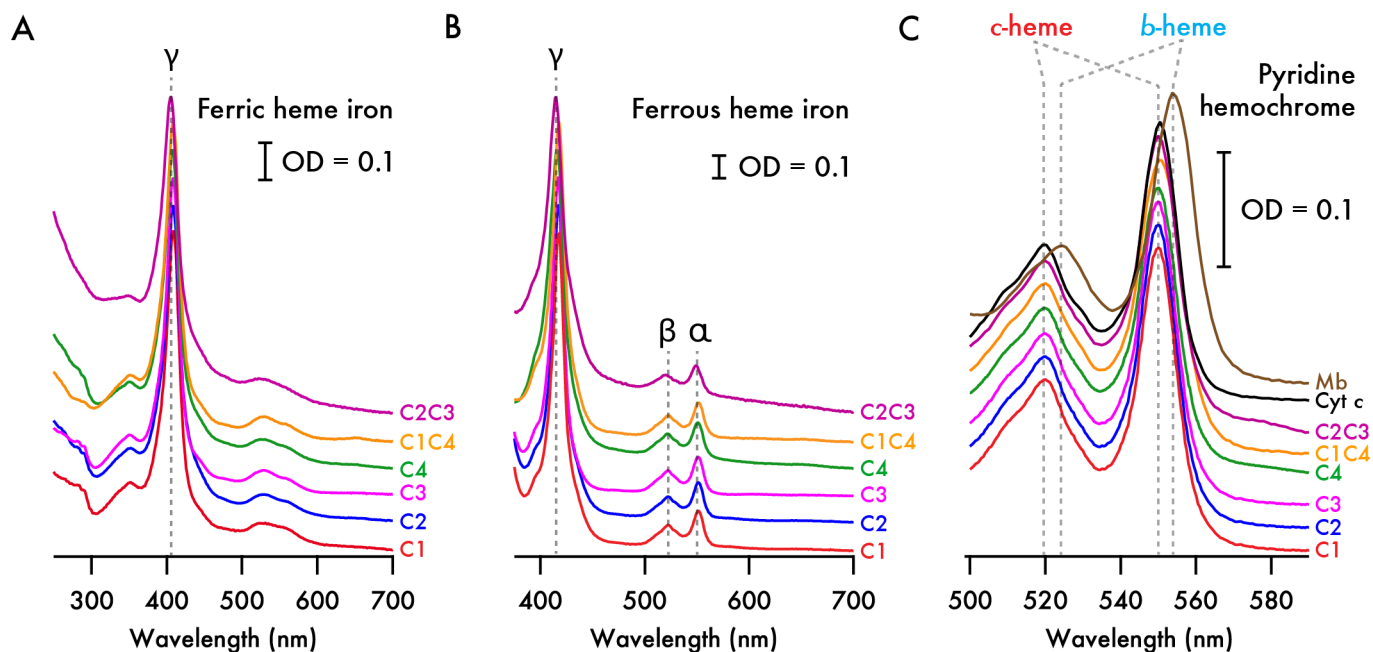 A
γ
Ferric heme iron
OD = 0.1
C2C3
C1C4
C4
C3
C2
C1
300 400 500 600 700
Wavelength (nm)
B
γ
Ferrous heme iron
OD = 0.1
β α
C2C3
C1C4
C4
C3
C2
C1
400 500 600 700
Wavelength (nm)
C
c-heme b-heme
Pyridine
hemochrome
OD = 0.1
Mb
Cyt c
C2C3
C1C4
C4
C3
C2
C1
500 520 540 560 580
Wavelength (nm)